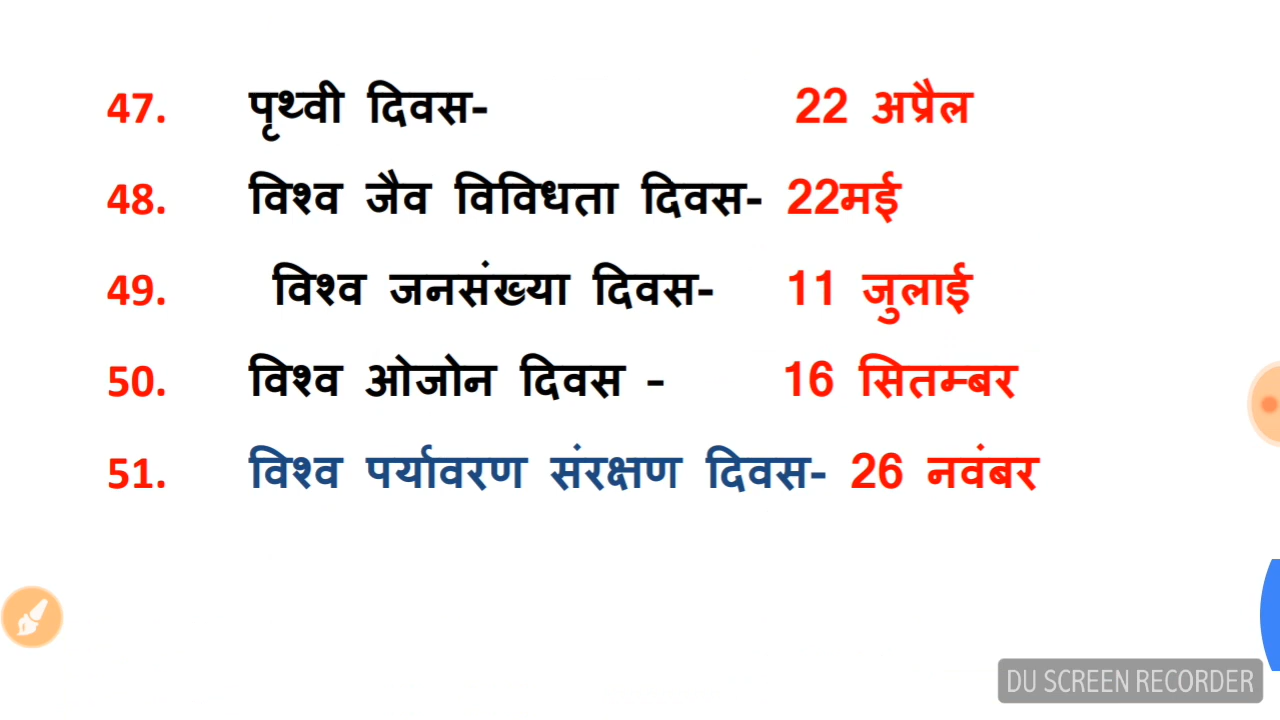 47. पृथ्वी दिवस- 22 अप्रैल
48. विश्व जैव विविधता दिवस- 22मई
49. विश्व जनसंख्या दिवस- 11 जुलाई
50. विश्व ओजोन दिवस - 16 सितम्बर
51. विश्व पर्यावरण संरक्षण दिवस- 26 नवंबर
DU SCREEN RECORDER